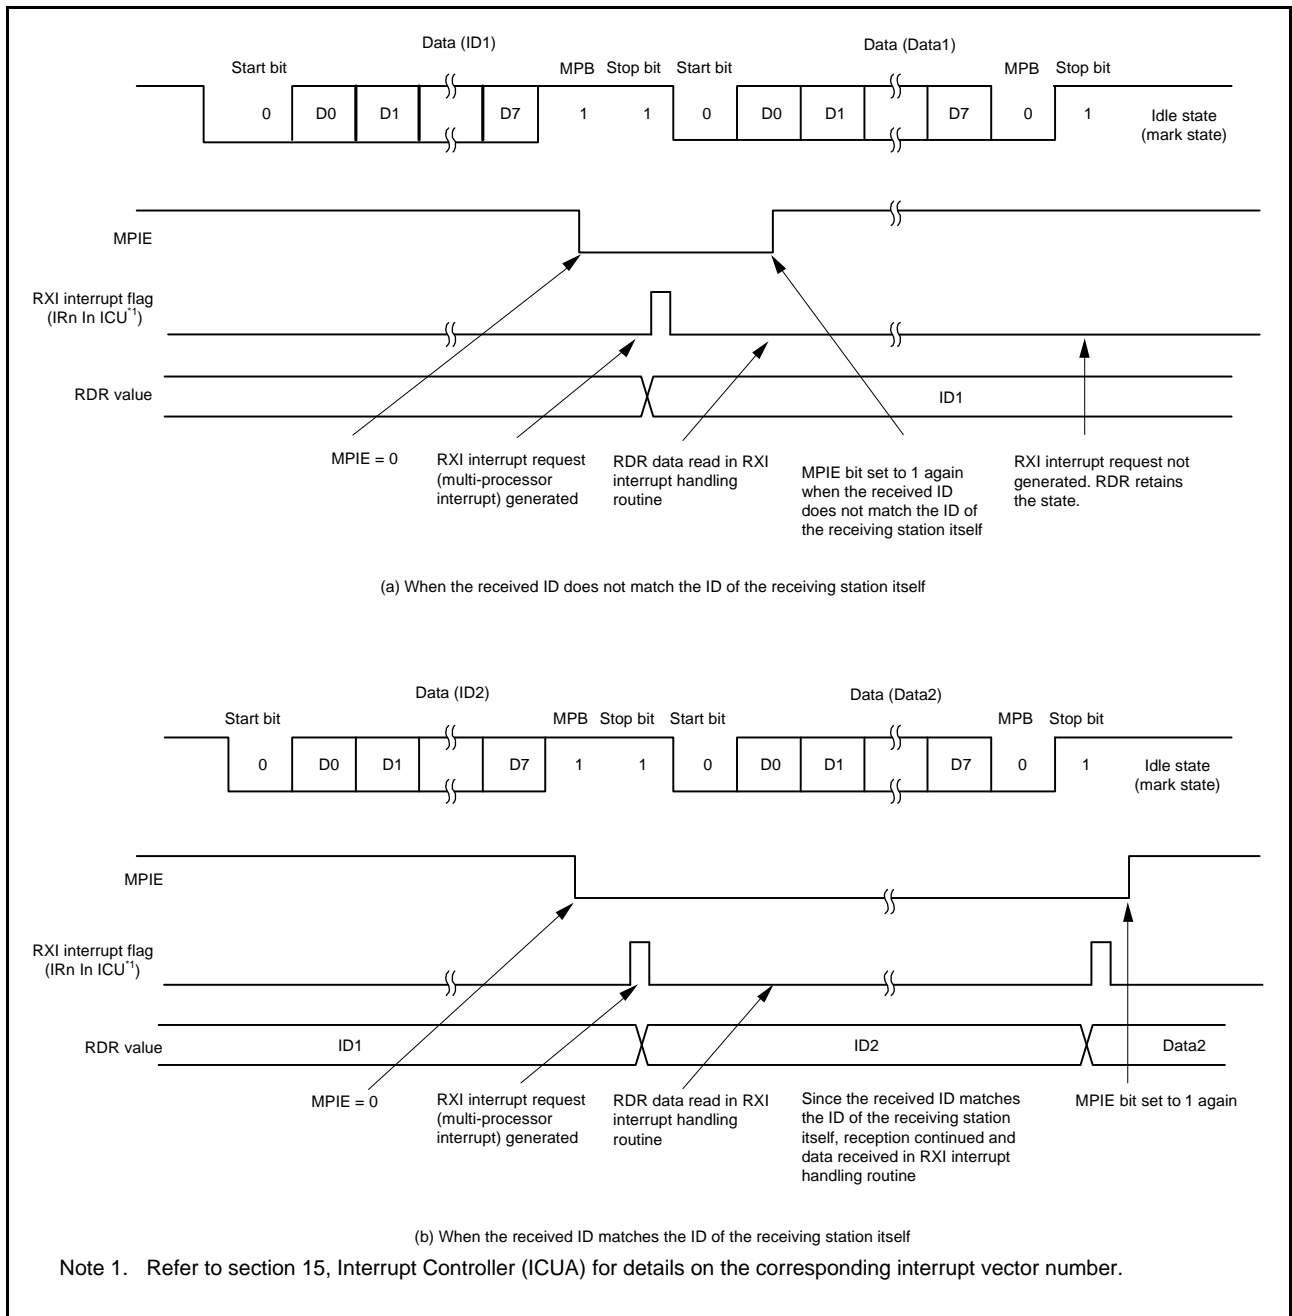 Data (ID1)
Data (Data1)
Start bit
MPB
Stop bit
Start bit
MPB
Stop bit
0
D0
D1
D7
1
1
0
D0
D1
D7
0
1
Idle state
(mark state)
MPIE
RXI interrupt flag
(IRn In ICU*1)
RDR value
ID1
MPIE = 0
RXI interrupt request
(multi-processor
interrupt) generated
RDR data read in RXI
interrupt handling
routine
MPIE bit set to 1 again
when the received ID
does not match the ID of
the receiving station itself
RXI interrupt request not
generated. RDR retains
the state.
(a) When the received ID does not match the ID of the receiving station itself
Data (ID2)
Data (Data2)
Start bit
MPB
Stop bit
Start bit
MPB
Stop bit
0
D0
D1
D7
1
1
0
D0
D1
D7
0
1
Idle state
(mark state)
MPIE
RXI interrupt flag
(IRn In ICU*1)
RDR value
ID1
ID2
Data2
MPIE = 0
RXI interrupt request
(multi-processor
interrupt) generated
RDR data read in RXI
interrupt handling
routine
Since the received ID matches
the ID of the receiving station
itself, reception continued and
data received in RXI interrupt
handling routine
MPIE bit set to 1 again
(b) When the received ID matches the ID of the receiving station itself
Note 1. Refer to section 15, Interrupt Controller (ICUA) for details on the corresponding interrupt vector number.